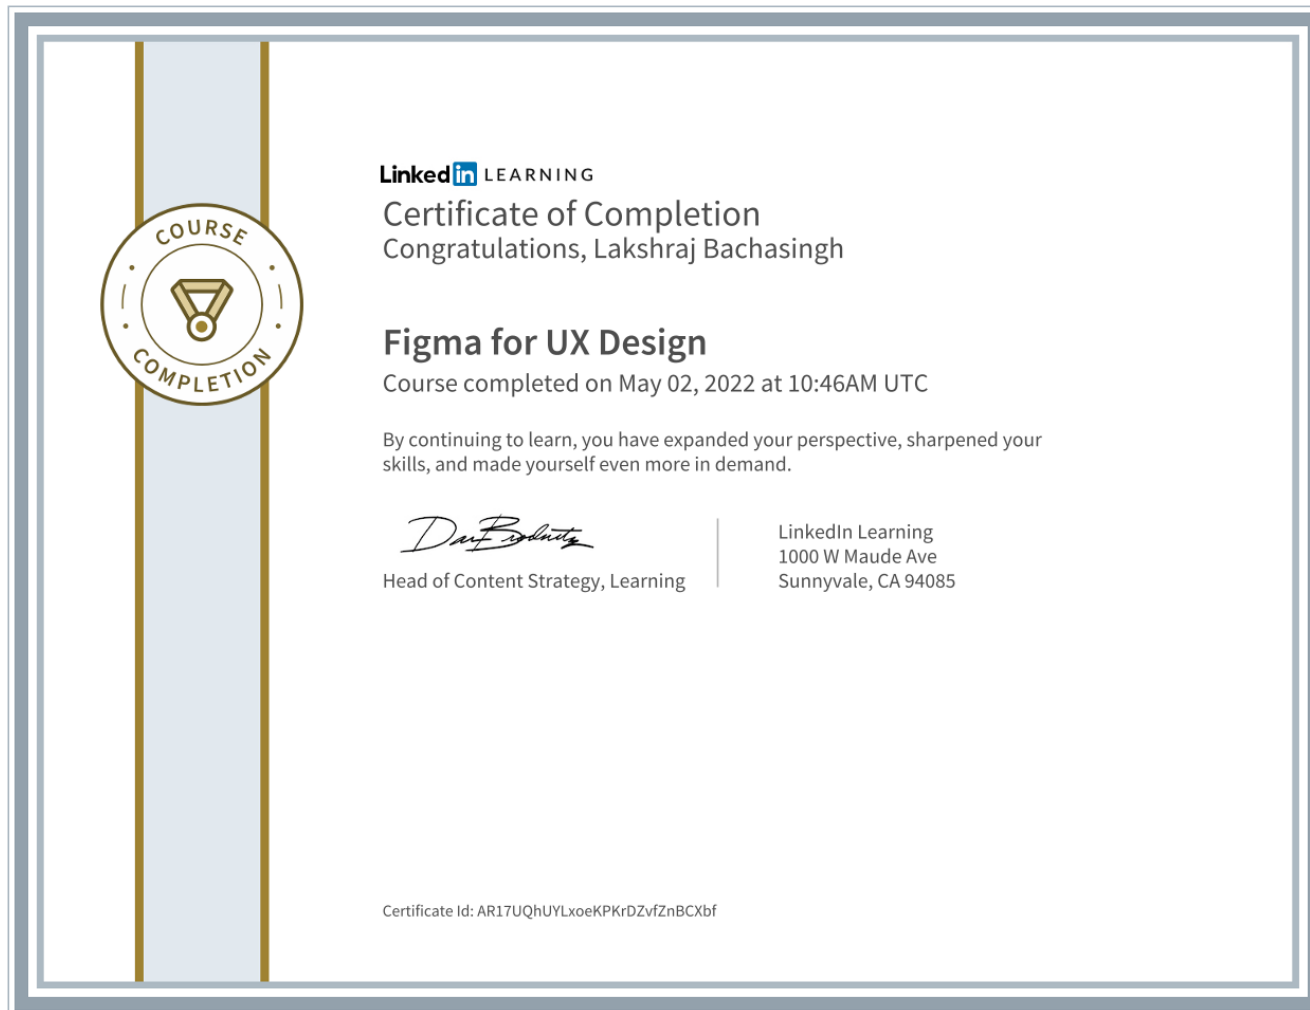 COURSE
COMPLETION
Linked in LEARNING
Certificate of Completion
Congratulations, Lakshraj Bachasingh
Figma for UX Design
Course completed on May 02, 2022 at 10:46AM UTC
By continuing to learn, you have expanded your perspective, sharpened your
skills, and made yourself even more in demand.
Head of Content Strategy, Learning
LinkedIn Learning
1000 W Maude Ave
Sunnyvale, CA 94085
Certificate Id: AR17UQhUYLxoeKPKrDZvfZnBCXbf